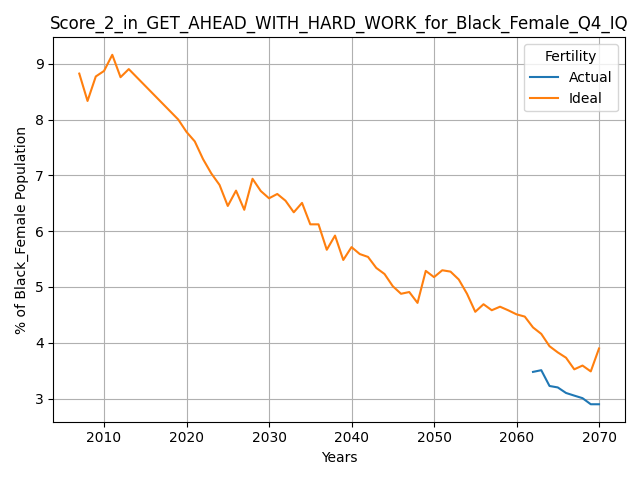 Score_2_in_GET_AHEAD_WITH_HARD_WORK_for_Black_Female_Q4_IQ
Fertility
Actual
Ideal
% of Black_Female Population
9
8
7
6
5
4
3
2010 2020 2030 2040 2050 2060 2070
Years